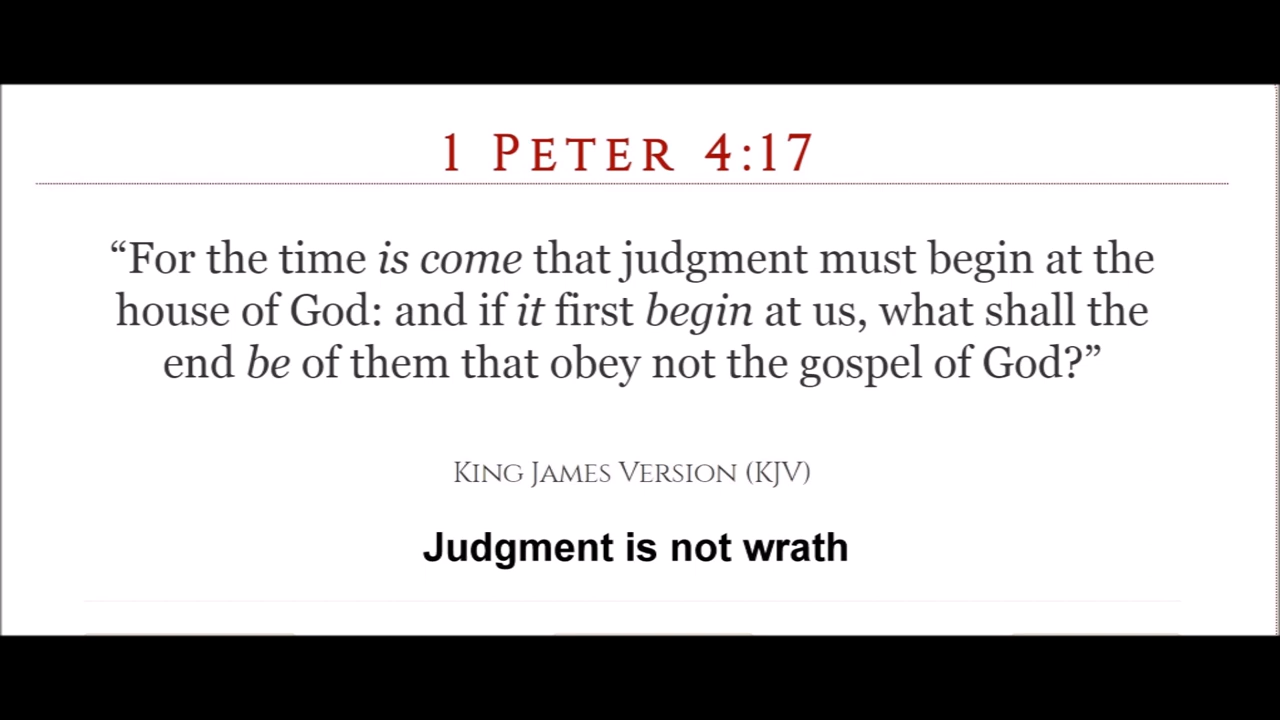 1 PETER 4:17
“For the time is come that judgment must begin at the
house of God: and if it first begin at us, what shall the
end be of them that obey not the gospel of God?”
KING JAMES VERSION (KJV)
Judgment is not wrath